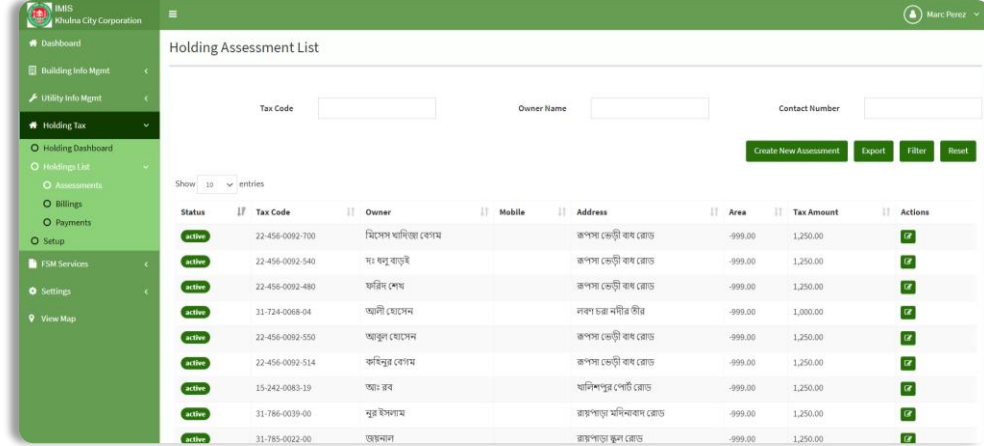 IMIS
Khulna City Corporation
Marc Perez
Dashboard
Building Info Mgmt
Utility Info Mgmt
Holding Tax
Holding Dashboard
Holdings List
Assessments
Billings
Payments
Setup
FSM Services
Settings
View Map
Holding Assessment List
Tax Code Owner Name Contact Number
Create New Assessment Export Filter Reset
Show 10 entries
Status Tax Code Owner Mobile Address Area Tax Amount Actions
active 22-456-0092-700 মিসেস খাদিজা বেগম রূপসা ভেড়ী বাধ রোড -999.00 1,250.00
active 22-456-0092-540 দঃ ধলু বাড়ই রূপসা ভেড়ী বাধ রোড -999.00 1,250.00
active 22-456-0092-480 ফরিদ শেখ রূপসা ভেড়ী বাধ রোড -999.00 1,250.00
active 31-724-0068-04 আলী হোসেন লবণ চরা নদীর তীর -999.00 1,000.00
active 22-456-0092-550 আবুল হোসেন রূপসা ভেড়ী বাধ রোড -999.00 1,250.00
active 22-456-0092-514 কহিনুর বেগম রূপসা ভেড়ী বাধ রোড -999.00 1,250.00
active 15-242-0083-19 আঃ রব খালিশপুর পোর্ট রোড -999.00 1,250.00
active 31-786-0039-00 নুর ইসলাম রায়পাড়া মদিনাবাদ রোড -999.00 1,250.00
active 31-785-0022-00 জয়নাল রায়পাড়া স্কুল রোড -999.00 1,250.00